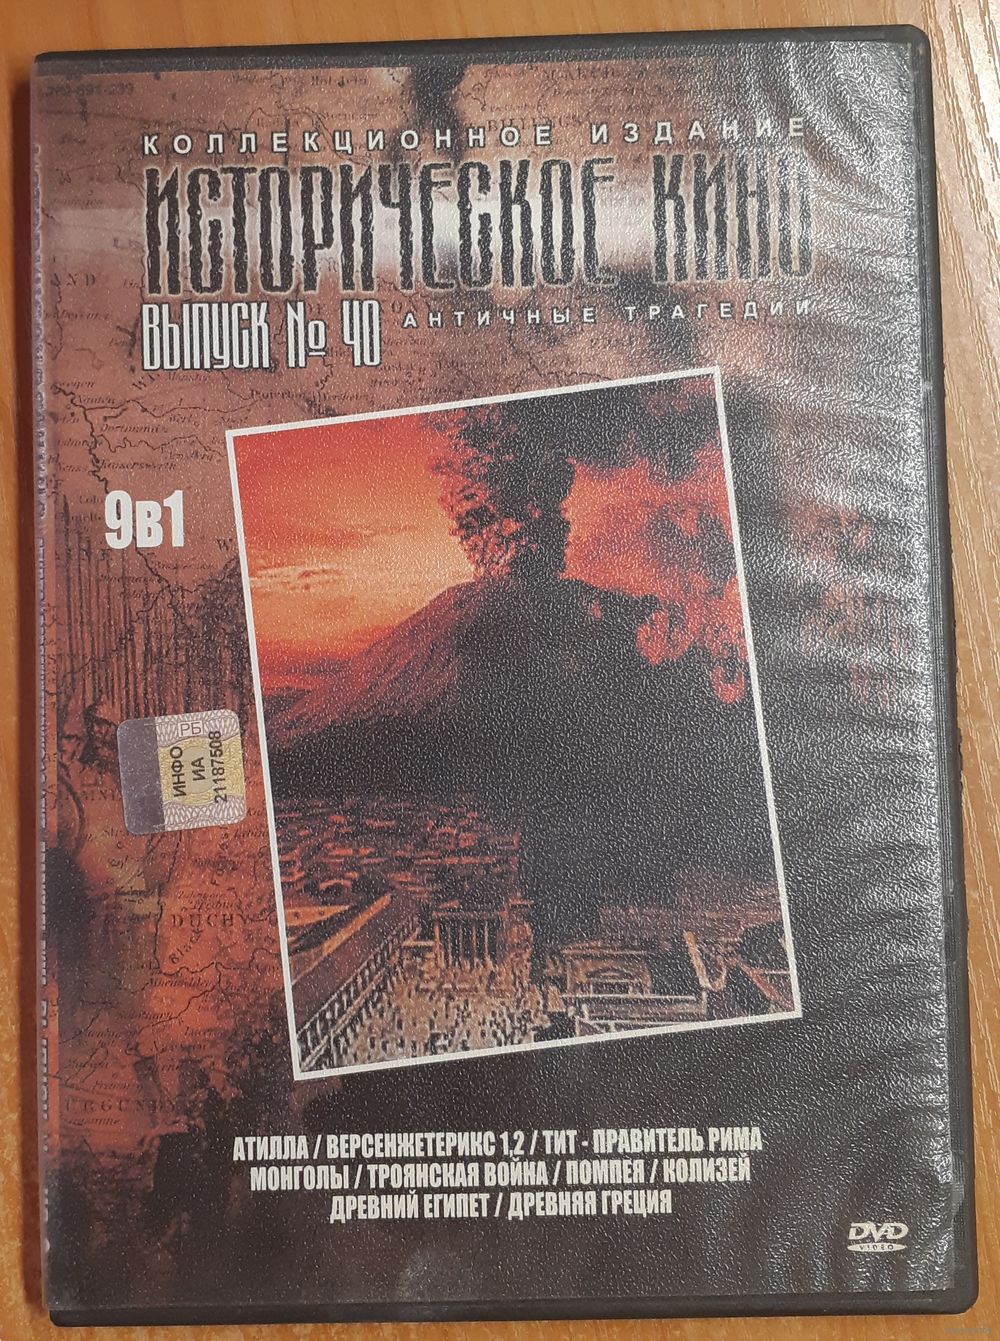 КОЛЛЕКЦИОННОЕ ИЗДАНИЕ
ИСТОРИЧЕСКОЕ КИНО
ВЫПУСК № 40
АНТИЧНЫЕ ТРАГЕДИИ
9В1
РБ
ИНФО
ИА
21187508
DUCHY
АТИЛЛА / ВЕРСЕНЖЕТЕРИКС 1,2 / ТИТ - ПРАВИТЕЛЬ РИМА
МОНГОЛЫ / ТРОЯНСКАЯ ВОЙНА / ПОМПЕЯ / КОЛИЗЕЙ
ДРЕВНИЙ ЕГИПЕТ / ДРЕВНЯЯ ГРЕЦИЯ
DVD
VIDEO